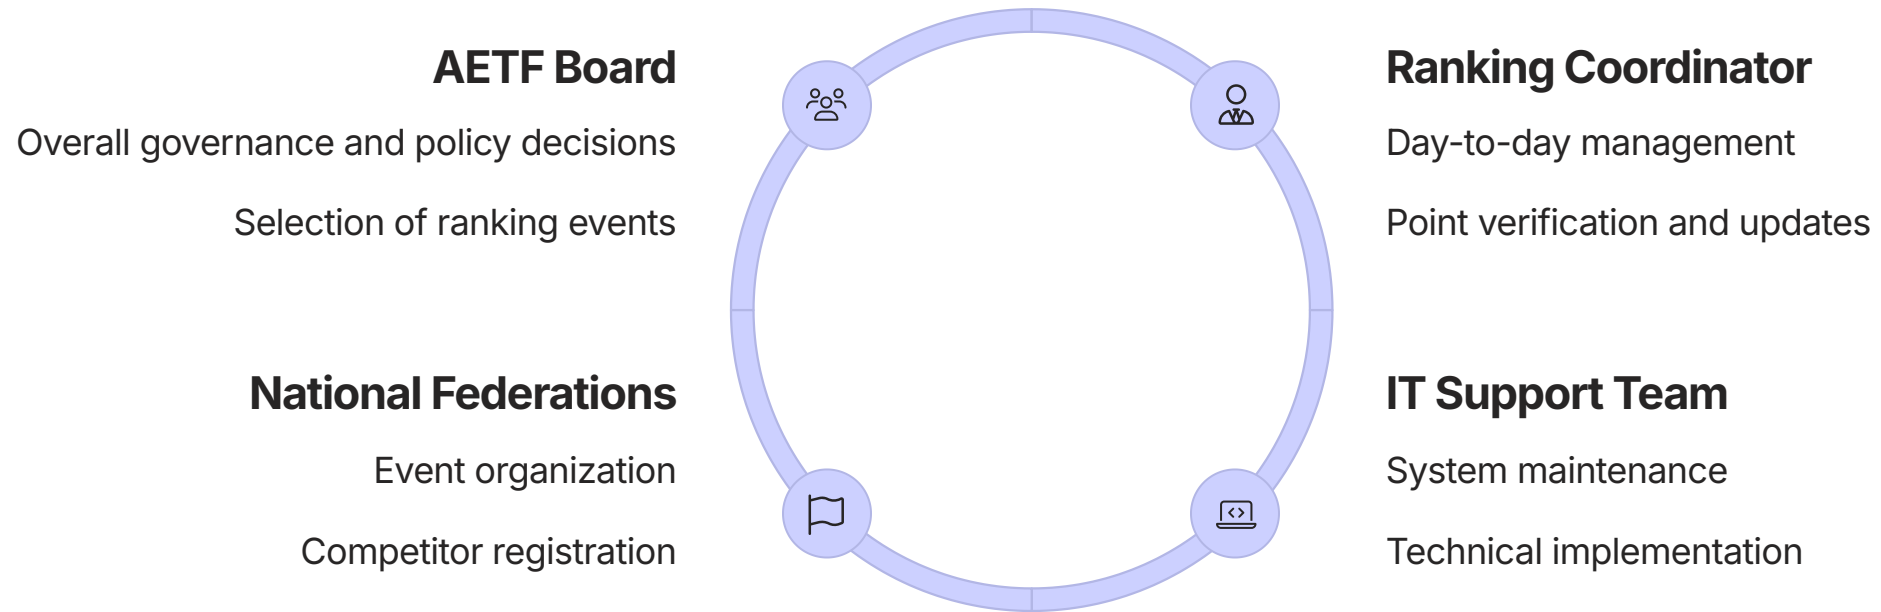 AETF Board
Overall governance and policy decisions
Selection of ranking events
Ranking Coordinator
Day-to-day management
Point verification and updates
National Federations
Event organization
Competitor registration
IT Support Team
System maintenance
Technical implementation